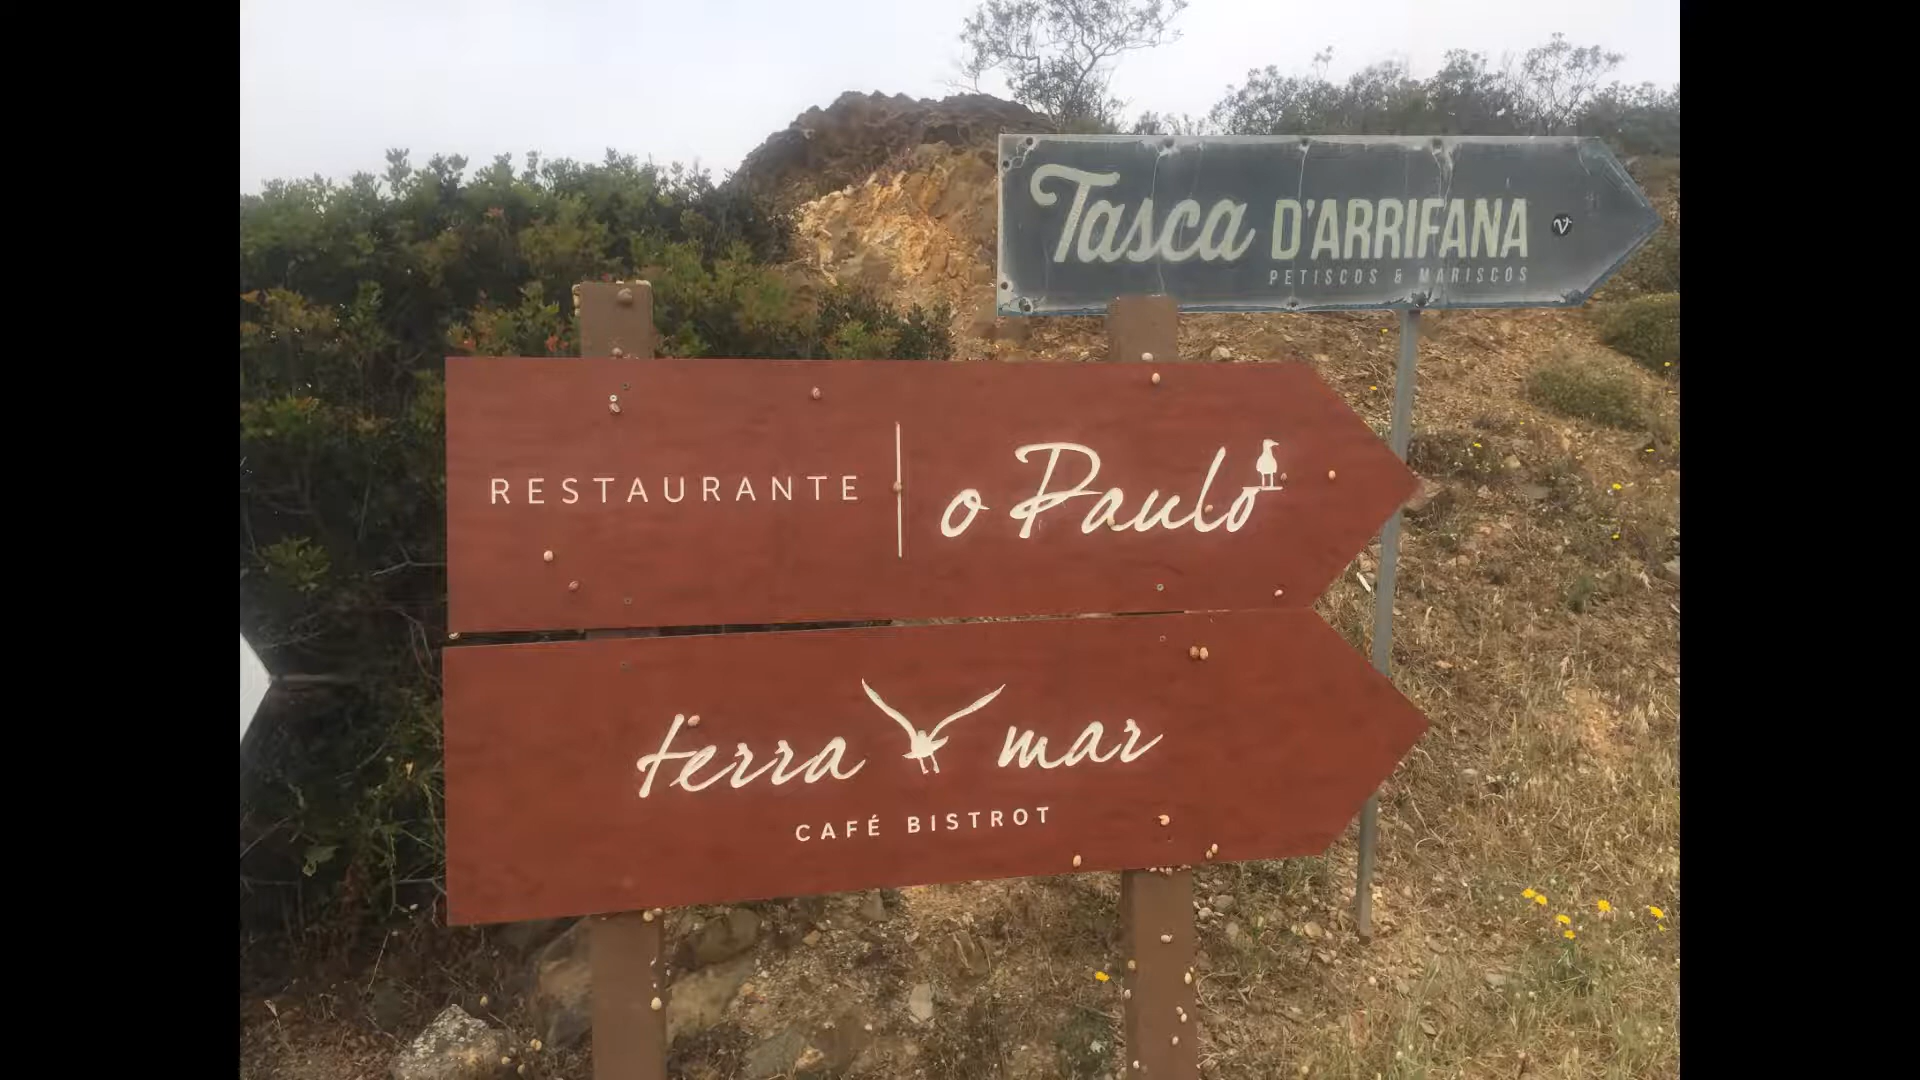 Tasca D'ARRIFANA
PETISCOS & MARISCOS
RESTAURANTE o Paulo
terra mar
CAFÉ BISTROT